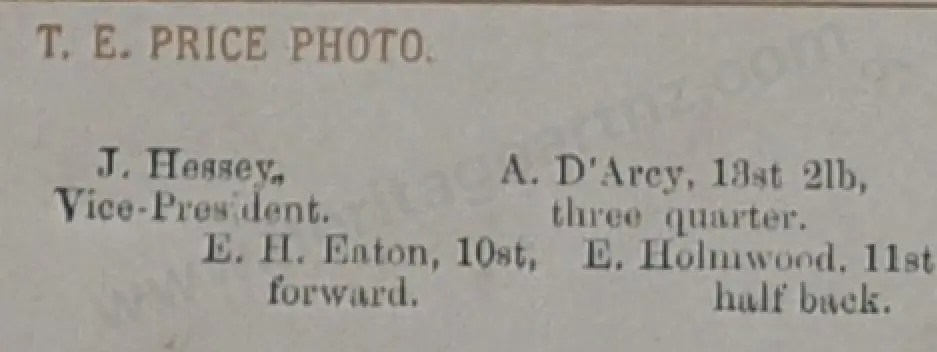 T. E. PRICE PHOTO.
J. Hessey, A. D'Arcy, 13st 2lb,
Vice-President. three quarter.
E. H. Eaton, 10st, E. Holmwood, 11st
forward. half back.